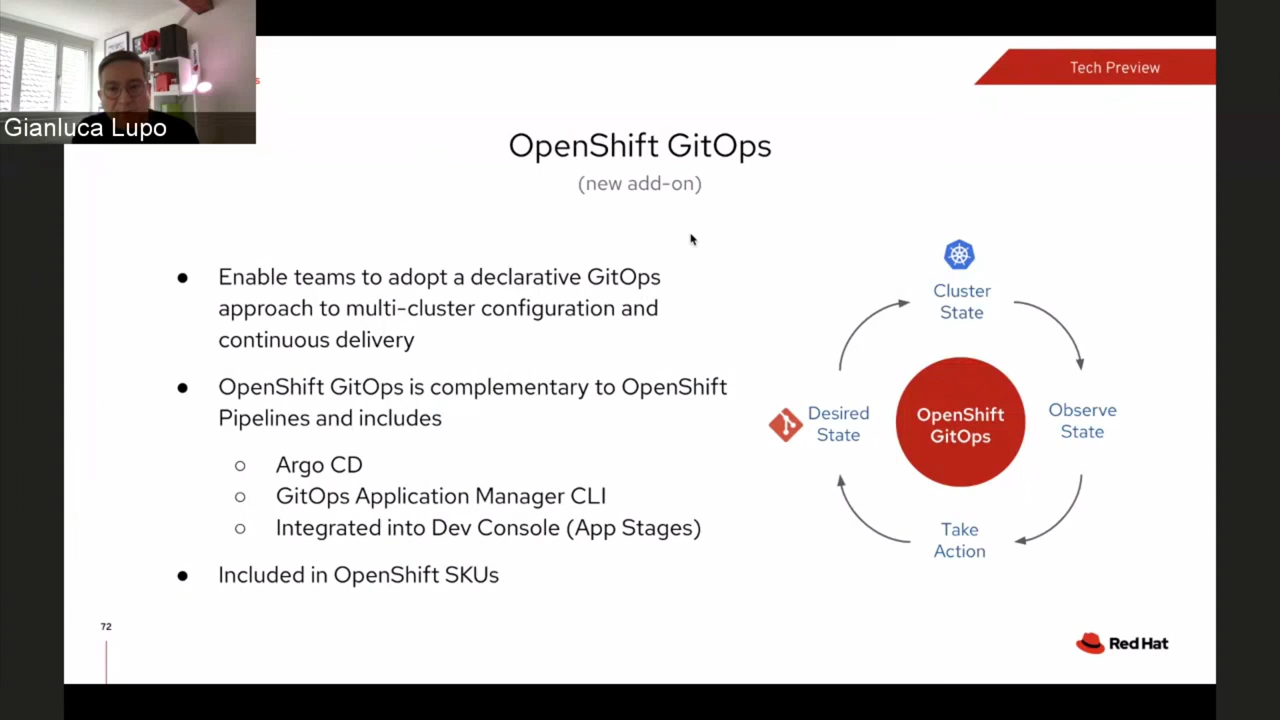 Gianluca Lupo
Tech Preview
OpenShift GitOps
(new add-on)
● Enable teams to adopt a declarative GitOps
approach to multi-cluster configuration and
continuous delivery
● OpenShift GitOps is complementary to OpenShift
Pipelines and includes
○ Argo CD
○ GitOps Application Manager CLI
○ Integrated into Dev Console (App Stages)
● Included in OpenShift SKUs
Cluster
State
Desired
State
OpenShift
GitOps
Observe
State
Take
Action
72
Red Hat